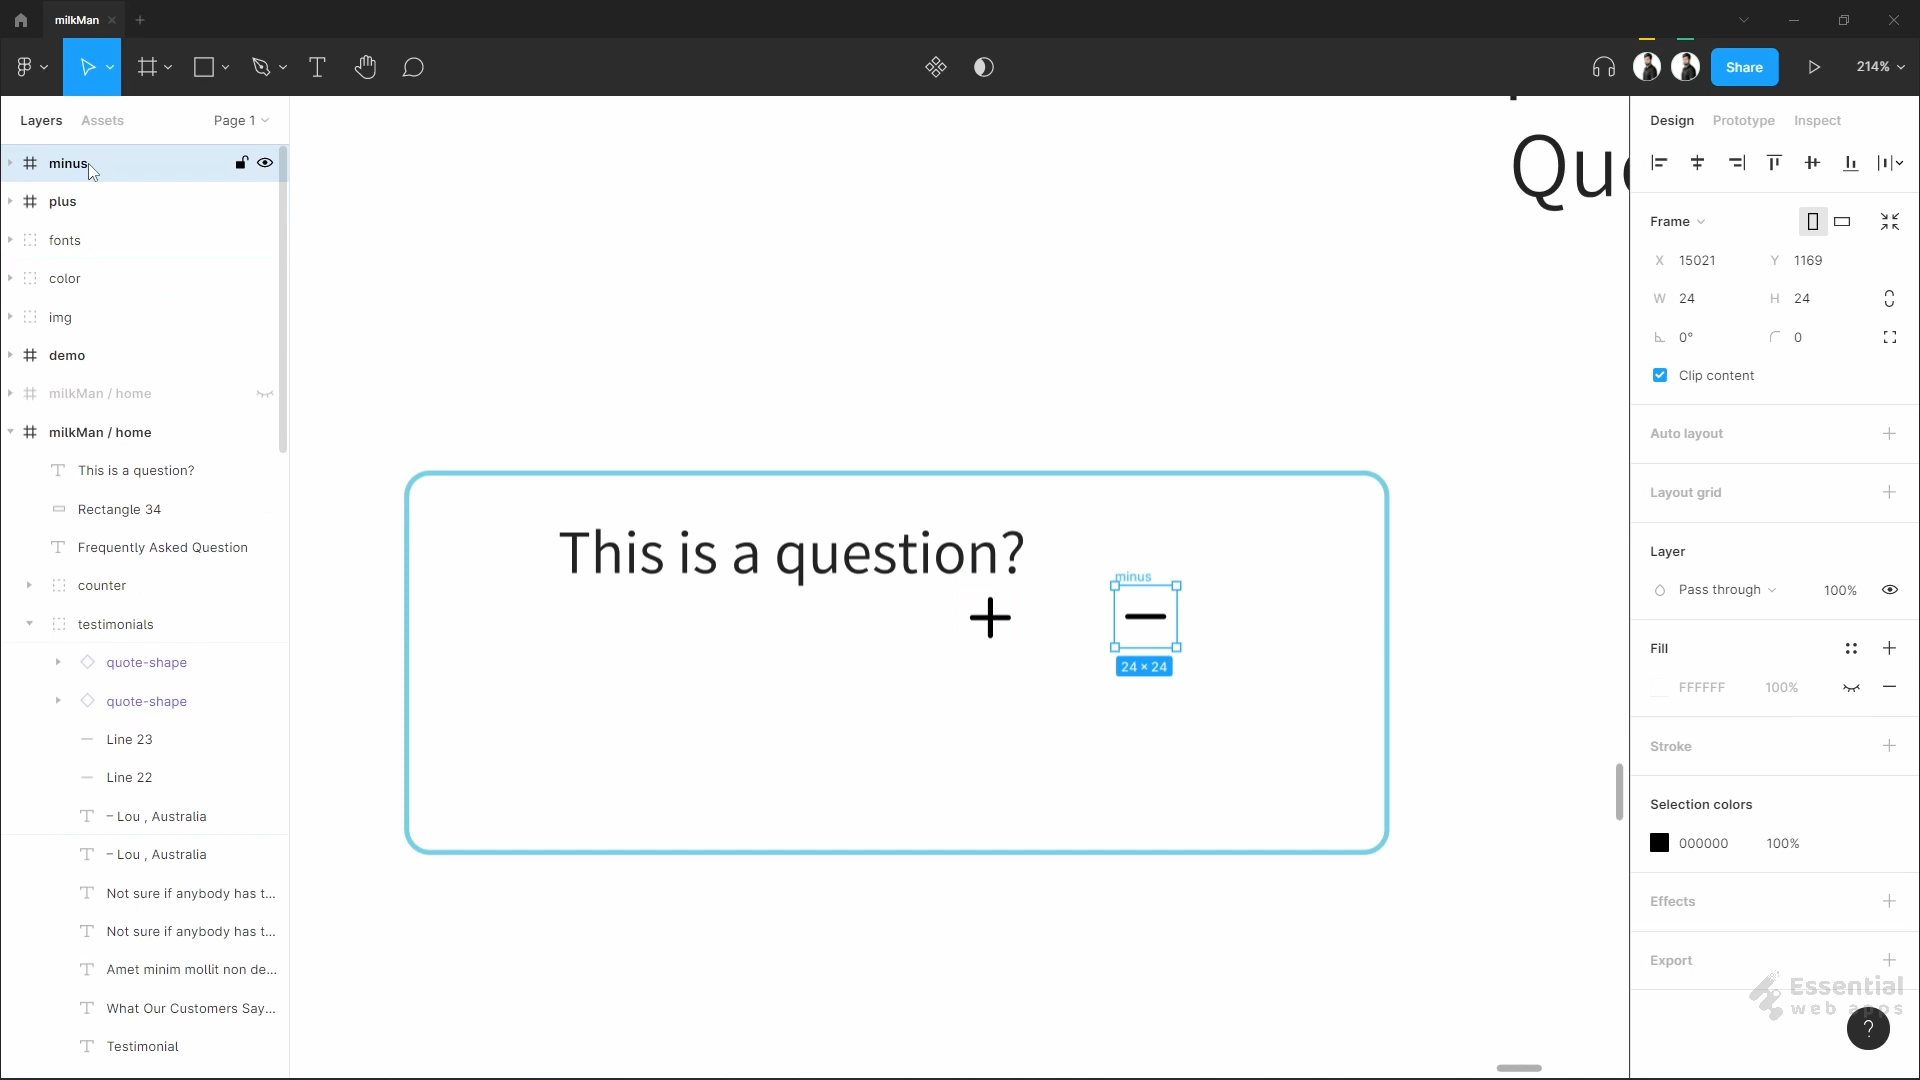 milkMan
Share
214%
Layers
Assets
Page 1
minus
plus
fonts
color
img
demo
milkMan / home
milkMan / home
This is a question?
Rectangle 34
Frequently Asked Question
counter
testimonials
quote-shape
quote-shape
Line 23
Line 22
– Lou , Australia
– Lou , Australia
Not sure if anybody has t...
Not sure if anybody has t...
Amet minim mollit non de...
What Our Customers Say...
Testimonial
This is a question?
minus
24 × 24
Design
Prototype
Inspect
Frame
X 15021
Y 1169
W 24
H 24
0°
0
Clip content
Auto layout
Layout grid
Layer
Pass through
100%
Fill
FFFFFF
100%
Stroke
Selection colors
000000
100%
Effects
Export
Essential
web apps
?